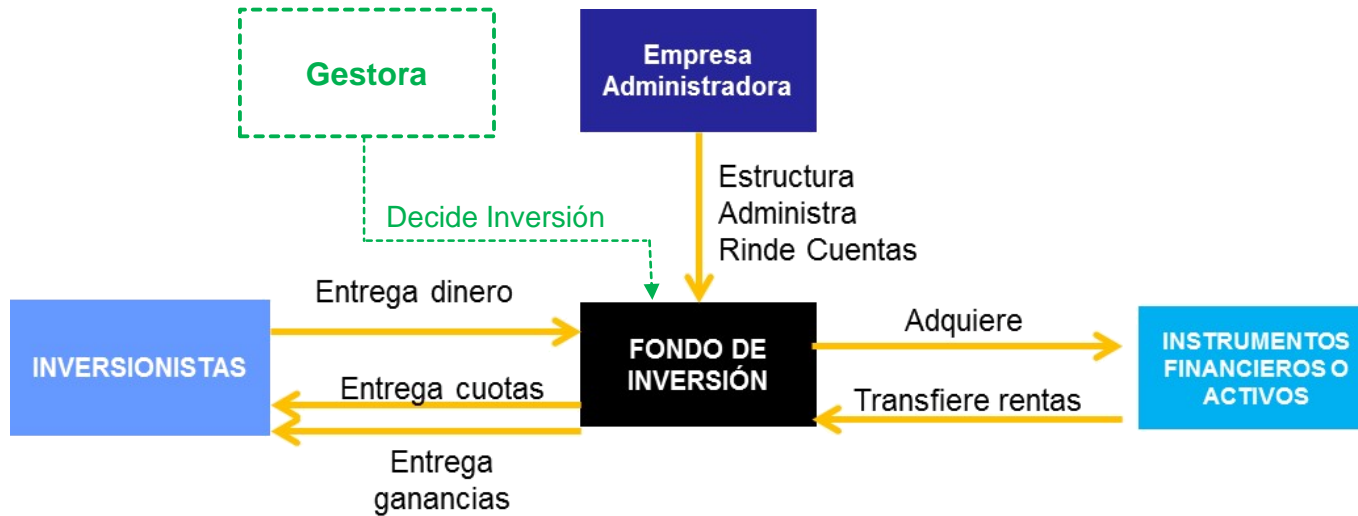 Gestora
Empresa
Administradora
Estructura
Administra
Rinde Cuentas
Decide Inversión
Entrega dinero
INVERSIONISTAS
Entrega cuotas
Entrega
ganancias
FONDO DE
INVERSIÓN
Adquiere
Transfiere rentas
INSTRUMENTOS
FINANCIEROS O
ACTIVOS